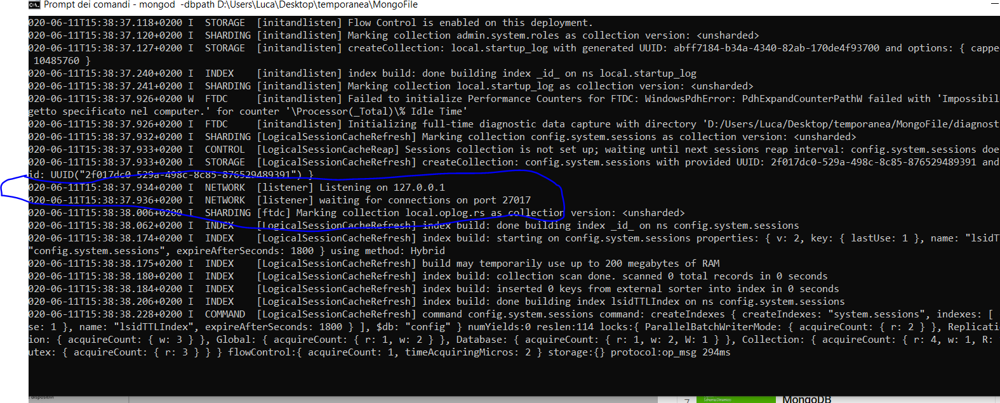 Prompt dei comandi - mongod  -dbpath D:\Users\Luca\Desktop\temporanea\MongoFile
020-06-11T15:38:37.118+0200 I  STORAGE  [initandlisten] Flow Control is enabled on this deployment.
020-06-11T15:38:37.120+0200 I  SHARDING [initandlisten] Marking collection admin.system.roles as collection version: <unsharded>
020-06-11T15:38:37.127+0200 I  STORAGE  [initandlisten] createCollection: local.startup_log with generated UUID: abff7184-b34a-4340-82ab-170de4f93700 and options: { cappe
 10485760 }
020-06-11T15:38:37.240+0200 I  INDEX    [initandlisten] index build: done building index _id_ on ns local.startup_log
020-06-11T15:38:37.241+0200 I  SHARDING [initandlisten] Marking collection local.startup_log as collection version: <unsharded>
020-06-11T15:38:37.926+0200 W  FTDC     [initandlisten] Failed to initialize Performance Counters for FTDC: WindowsPdhError: PdhExpandCounterPathW failed with 'Impossibil
getto specificato nel computer.' for counter '\Processor(_Total)\% Idle Time'
020-06-11T15:38:37.926+0200 I  FTDC     [initandlisten] Initializing full-time diagnostic data capture with directory 'D:/Users/Luca/Desktop/temporanea/MongoFile/diagnost
020-06-11T15:38:37.932+0200 I  SHARDING [LogicalSessionCacheRefresh] Marking collection config.system.sessions as collection version: <unsharded>
020-06-11T15:38:37.933+0200 I  CONTROL  [LogicalSessionCacheReap] Sessions collection is not set up; waiting until next sessions reap interval: config.system.sessions doe
020-06-11T15:38:37.933+0200 I  STORAGE  [LogicalSessionCacheRefresh] createCollection: config.system.sessions with provided UUID: 2f017dc0-529a-498c-8c85-876529489391 and
id: UUID("2f017dc0-529a-498c-8c85-876529489391") }
020-06-11T15:38:37.934+0200 I  NETWORK  [listener] Listening on 127.0.0.1
020-06-11T15:38:37.936+0200 I  NETWORK  [listener] waiting for connections on port 27017
020-06-11T15:38:38.006+0200 I  SHARDING [ftdc] Marking collection local.oplog.rs as collection version: <unsharded>
020-06-11T15:38:38.062+0200 I  INDEX    [LogicalSessionCacheRefresh] index build: done building index _id_ on ns config.system.sessions
020-06-11T15:38:38.174+0200 I  INDEX    [LogicalSessionCacheRefresh] index build: starting on config.system.sessions properties: { v: 2, key: { lastUse: 1 }, name: "lsidT
"config.system.sessions", expireAfterSeconds: 1800 } using method: Hybrid
020-06-11T15:38:38.175+0200 I  INDEX    [LogicalSessionCacheRefresh] build may temporarily use up to 200 megabytes of RAM
020-06-11T15:38:38.180+0200 I  INDEX    [LogicalSessionCacheRefresh] index build: collection scan done. scanned 0 total records in 0 seconds
020-06-11T15:38:38.184+0200 I  INDEX    [LogicalSessionCacheRefresh] index build: inserted 0 keys from external sorter into index in 0 seconds
020-06-11T15:38:38.206+0200 I  INDEX    [LogicalSessionCacheRefresh] index build: done building index lsidTTLIndex on ns config.system.sessions
020-06-11T15:38:38.228+0200 I  COMMAND  [LogicalSessionCacheRefresh] command config.system.sessions command: createIndexes { createIndexes: "system.sessions", indexes: [
se: 1 }, name: "lsidTTLIndex", expireAfterSeconds: 1800 } ], $db: "config" } numYields:0 reslen:114 locks:{ ParallelBatchWriterMode: { acquireCount: { r: 2 } }, Replicati
ion: { acquireCount: { w: 3 } }, Global: { acquireCount: { r: 1, w: 2 } }, Database: { acquireCount: { r: 1, w: 2, W: 1 } }, Collection: { acquireCount: { r: 4, w: 1, R:
utex: { acquireCount: { r: 3 } } } flowControl:{ acquireCount: 1, timeAcquiringMicros: 2 } storage:{} protocol:op_msg 294ms
dispositivi
7
Schema Dinamico
MongoDB